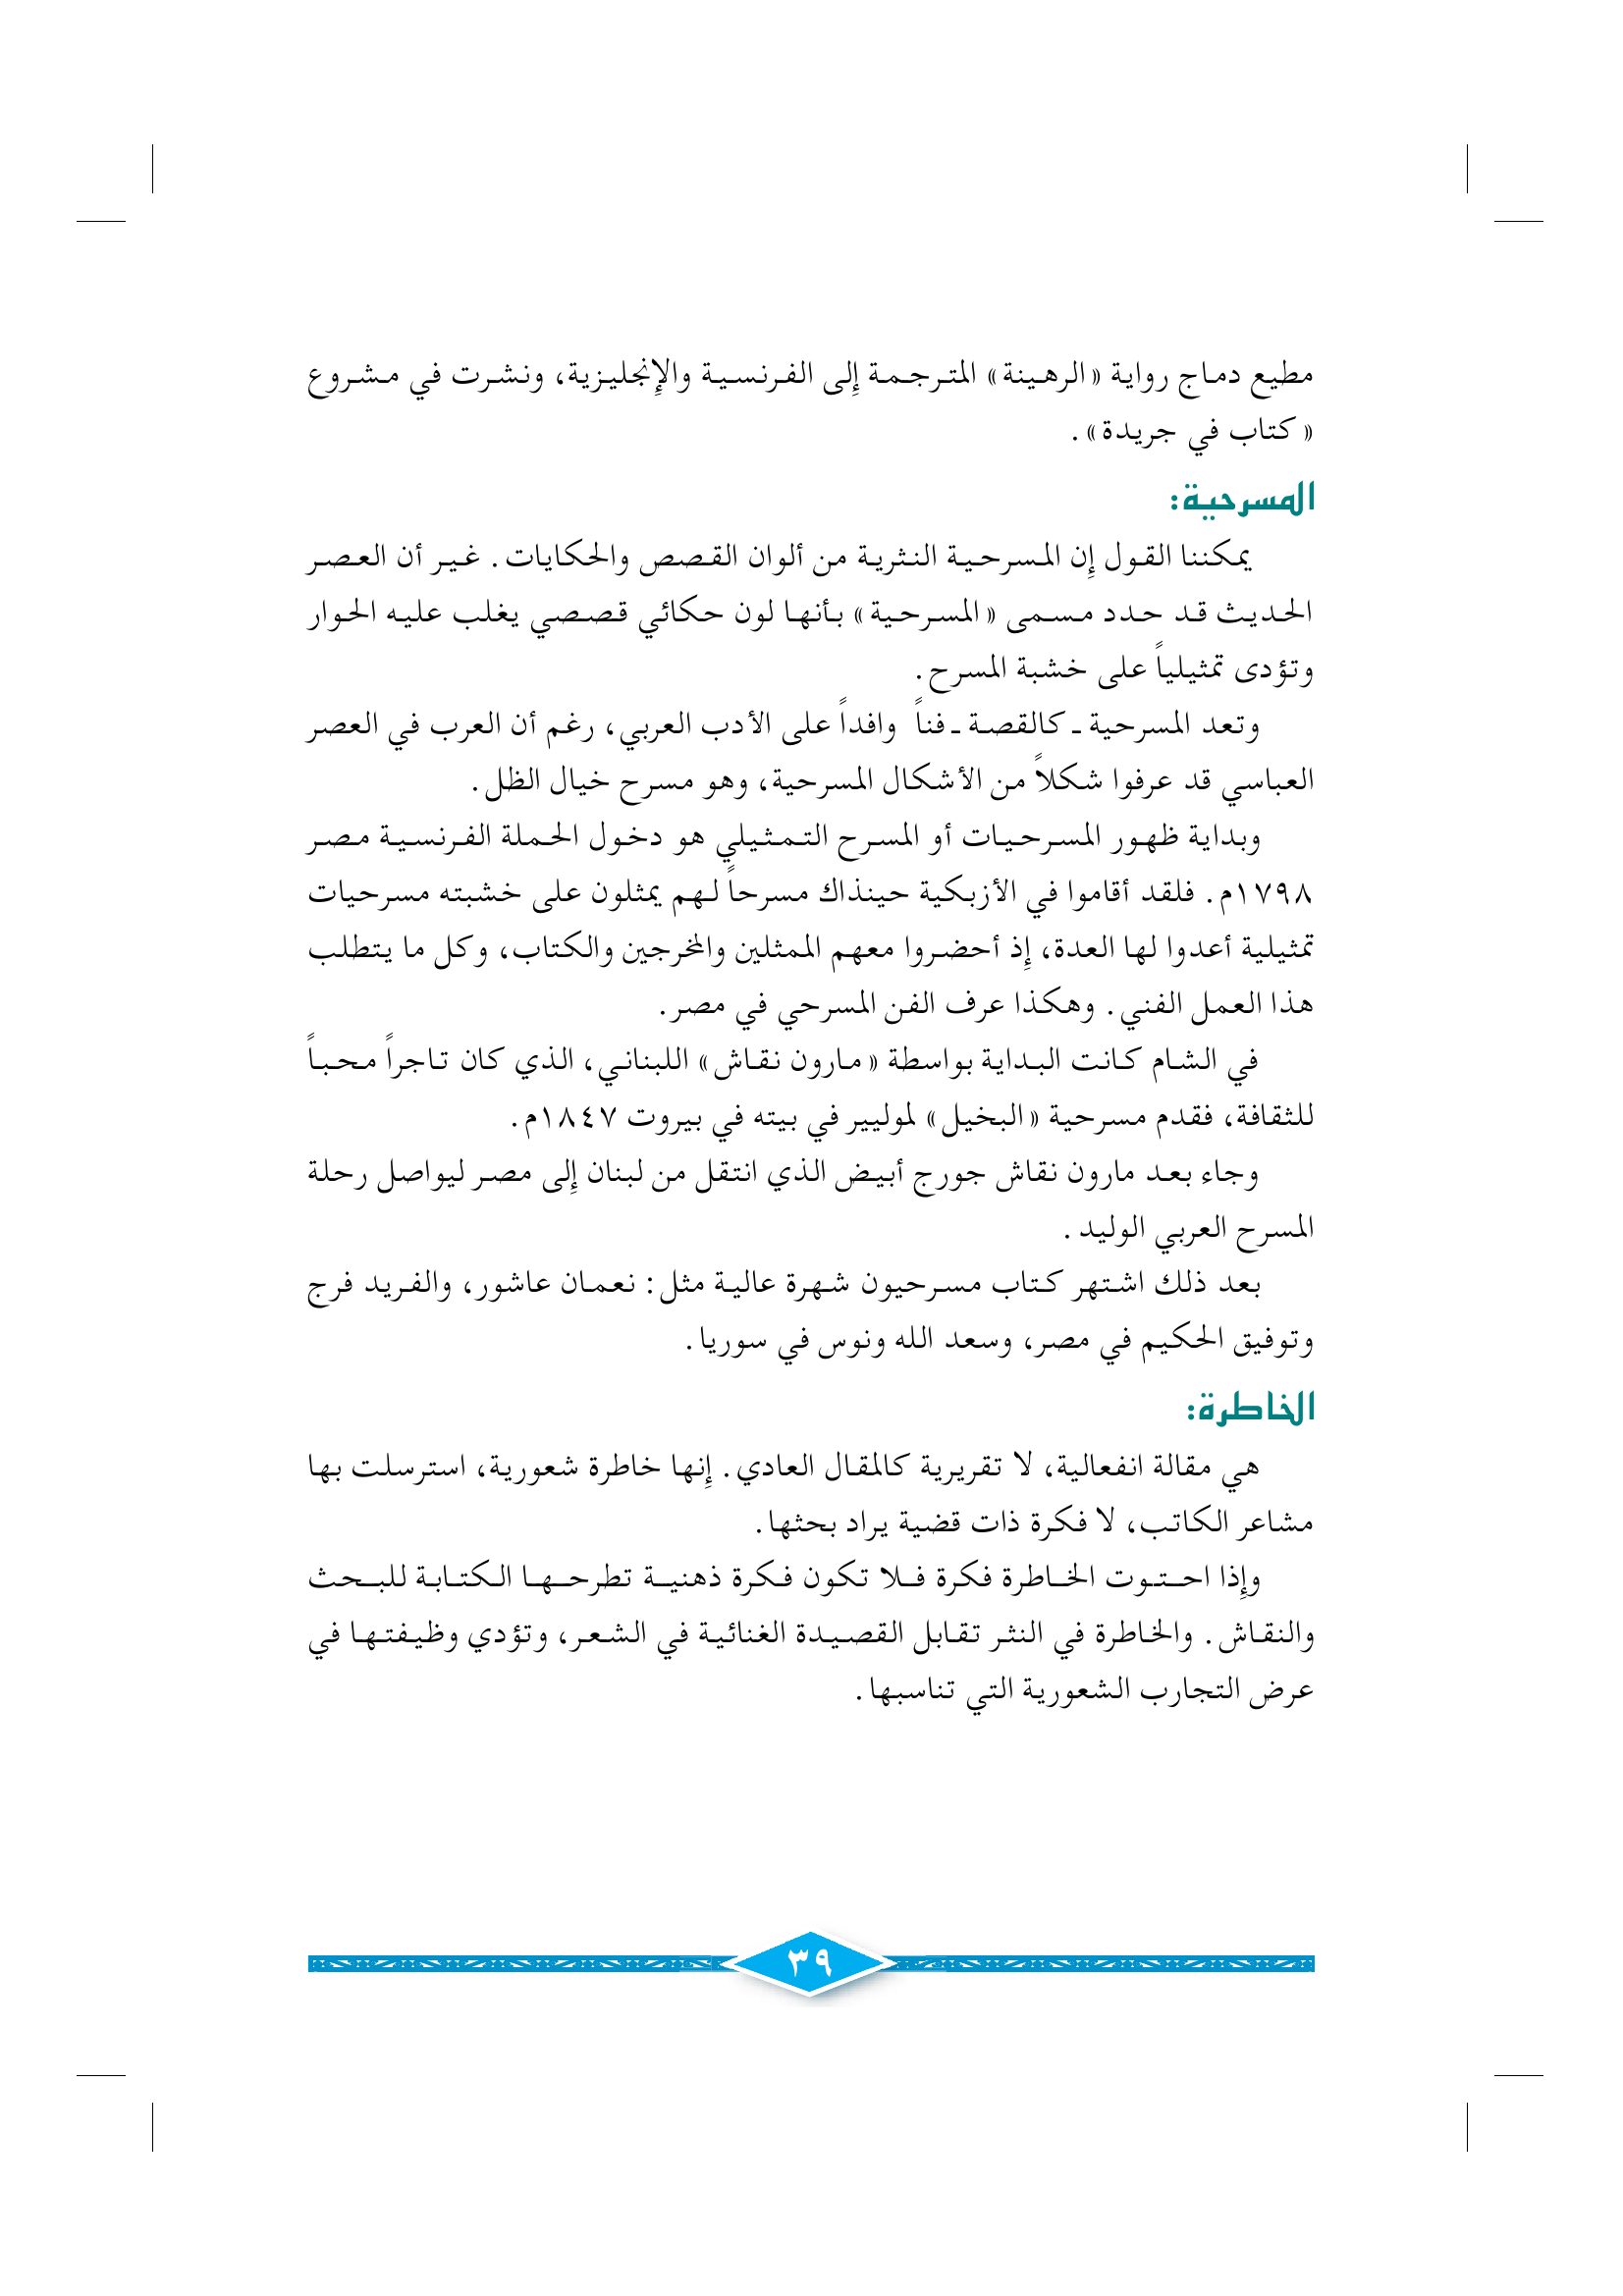 مطيع دماج رواية «الرهينة» المترجمة إلى الفرنسية والإنجليزية، ونشرت في مشروع
«كتاب في جريدة».
المسرحية:
يمكننا القول إن المسرحية النثرية من ألوان القصص والحكايات. غير أن العصر
الحديث قد حدد مسمى «المسرحية» بأنها لون حكائي قصصي يغلب عليه الحوار
وتؤدى تمثيلياً على خشبة المسرح.
وتعد المسرحية ـ كالقصة ـ فناً وافداً على الأدب العربي، رغم أن العرب في العصر
العباسي قد عرفوا شكلاً من الأشكال المسرحية، وهو مسرح خيال الظل.
وبداية ظهور المسرحيات أو المسرح التمثيلي هو دخول الحملة الفرنسية مصر
١٧٩٨م. فلقد أقاموا في الأزبكية حينذاك مسرحاً لهم يمثلون على خشبته مسرحيات
تمثيلية أعدوا لها العدة، إذ أحضروا معهم الممثلين والمخرجين والكتاب، وكل ما يتطلب
هذا العمل الفني. وهكذا عرف الفن المسرحي في مصر.
في الشام كانت البداية بواسطة «مارون نقاش» اللبناني، الذي كان تاجراً محباً
للثقافة، فقدم مسرحية «البخيل» لموليير في بيته في بيروت ١٨٤٧م.
وجاء بعد مارون نقاش جورج أبيض الذي انتقل من لبنان إلى مصر ليواصل رحلة
المسرح العربي الوليد.
بعد ذلك اشتهر كتاب مسرحيون شهرة عالية مثل: نعمان عاشور، والفريد فرج
وتوفيق الحكيم في مصر، وسعد الله ونوس في سوريا.
الخاطرة:
هي مقالة انفعالية، لا تقريرية كالمقال العادي. إنها خاطرة شعورية، استرسلت بها
مشاعر الكاتب، لا فكرة ذات قضية يراد بحثها.
وإذا احتوت الخاطرة فكرة فلا تكون فكرة ذهنية تطرحها الكتابة للبحث
والنقاش. والخاطرة في النثر تقابل القصيدة الغنائية في الشعر، وتؤدي وظيفتها في
عرض التجارب الشعورية التي تناسبها.
٣٩